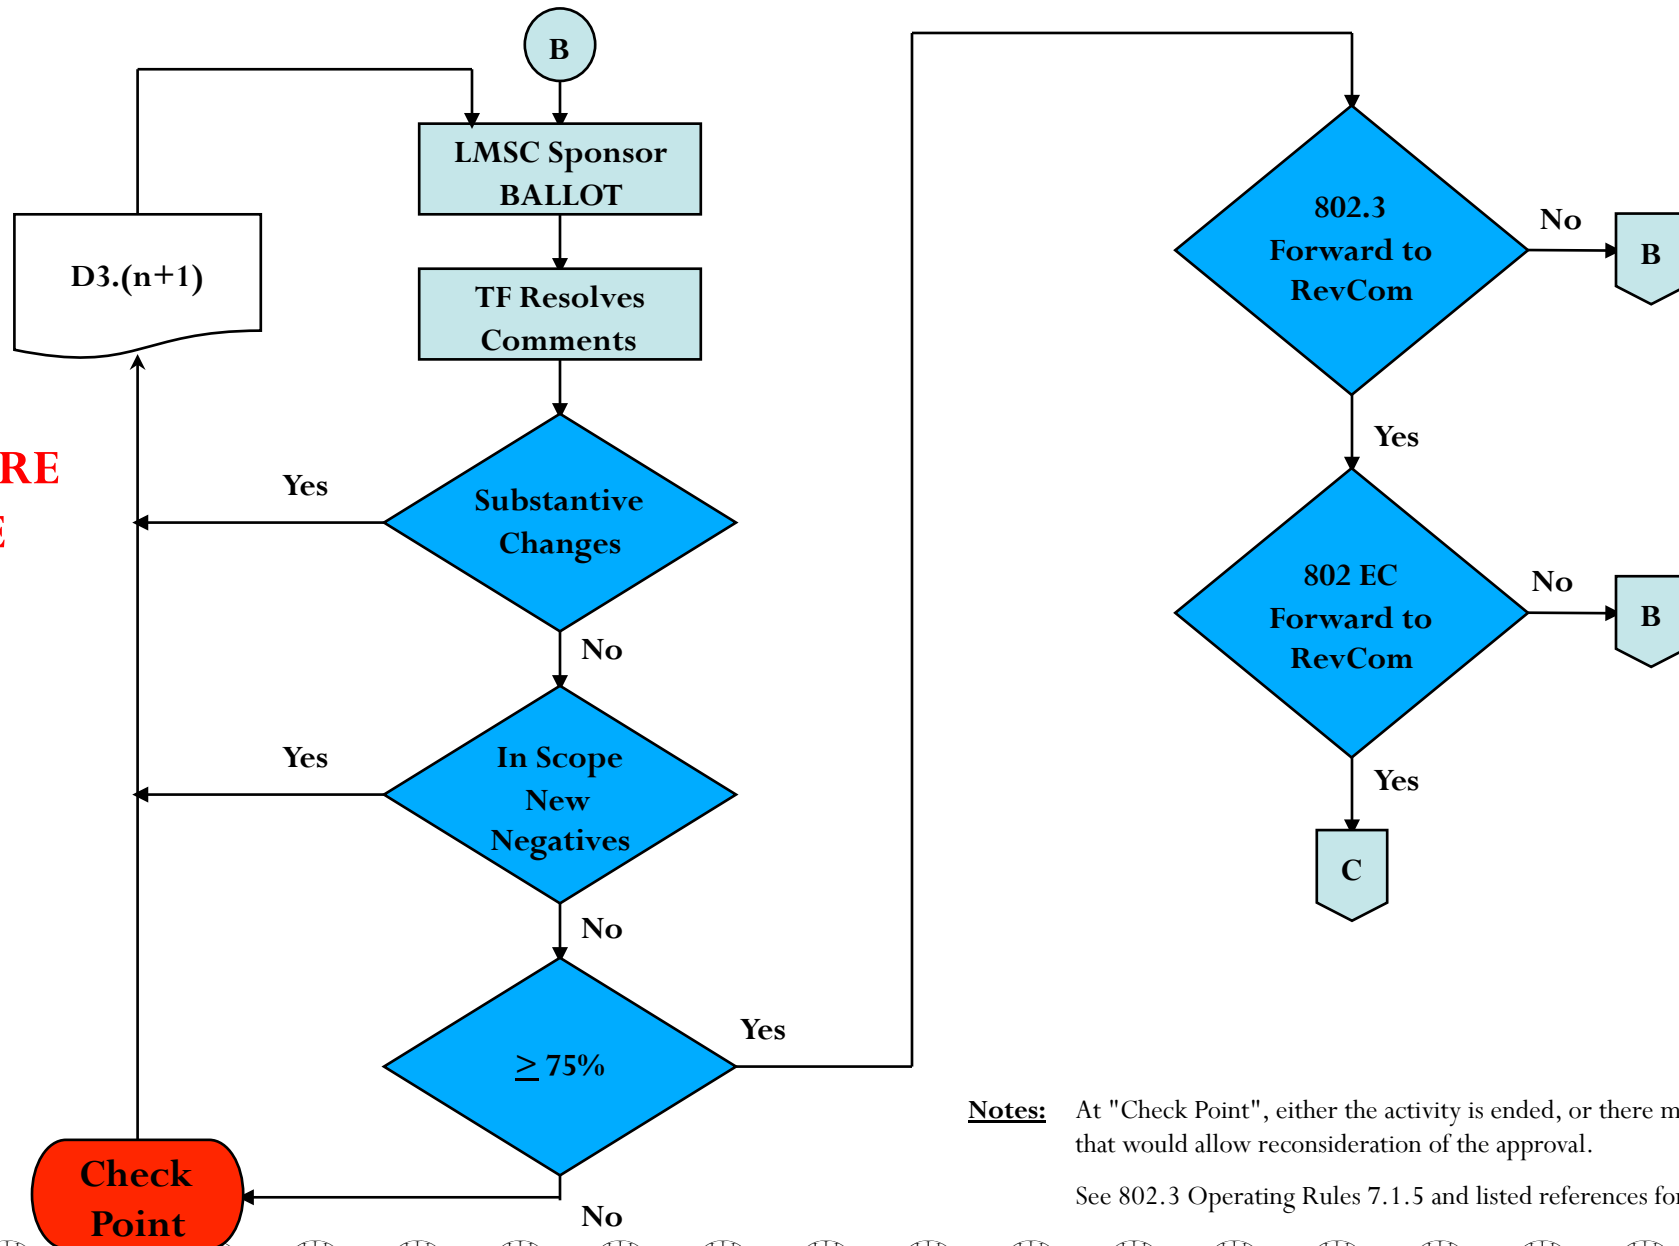 B
LMSC Sponsor
BALLOT
D3.(n+1)
TF Resolves
Comments
RE
E
Yes
Substantive
Changes
No
Yes
In Scope
New
Negatives
No
≥ 75%
Yes
No
Check
Point
802.3
Forward to
RevCom
No
B
Yes
802 EC
Forward to
RevCom
No
B
Yes
C
Notes: At "Check Point", either the activity is ended, or there m
that would allow reconsideration of the approval.
See 802.3 Operating Rules 7.1.5 and listed references for